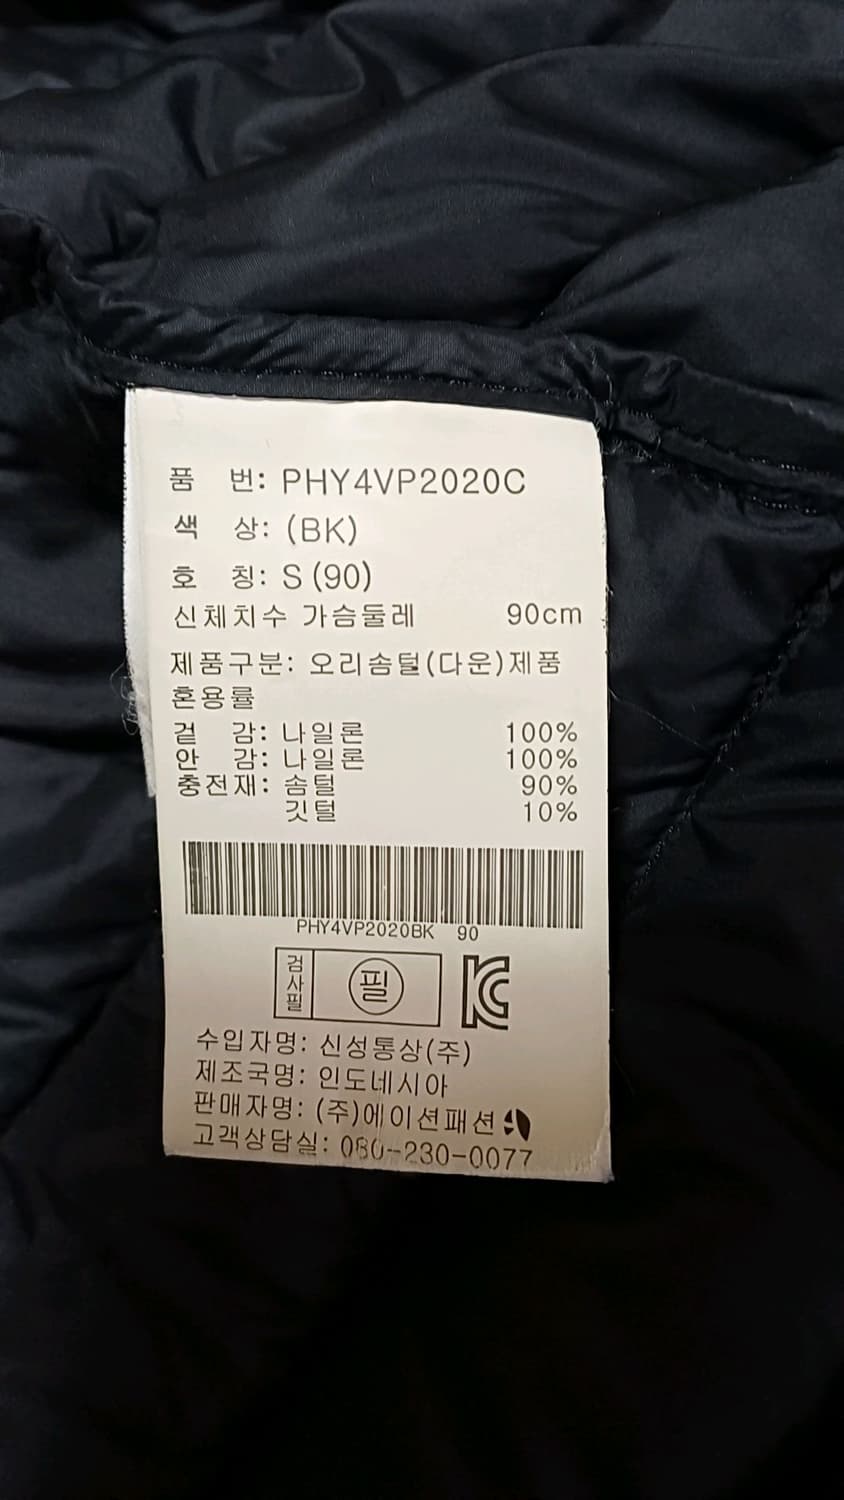 품 번: PHY4VP2020C
색 상: (BK)
호 칭: S (90)
신체치수 가슴둘레 90cm
제품구분: 오리솜털(다운)제품
혼용률
겉 감: 나일론 100%
안 감: 나일론 100%
충전재: 솜털 90%
깃털 10%
PHY4VP2020BK 90
검사필 필 KC
수입자명: 신성통상(주)
제조국명: 인도네시아
판매자명: (주)에이션패션
고객상담실: 080-230-0077